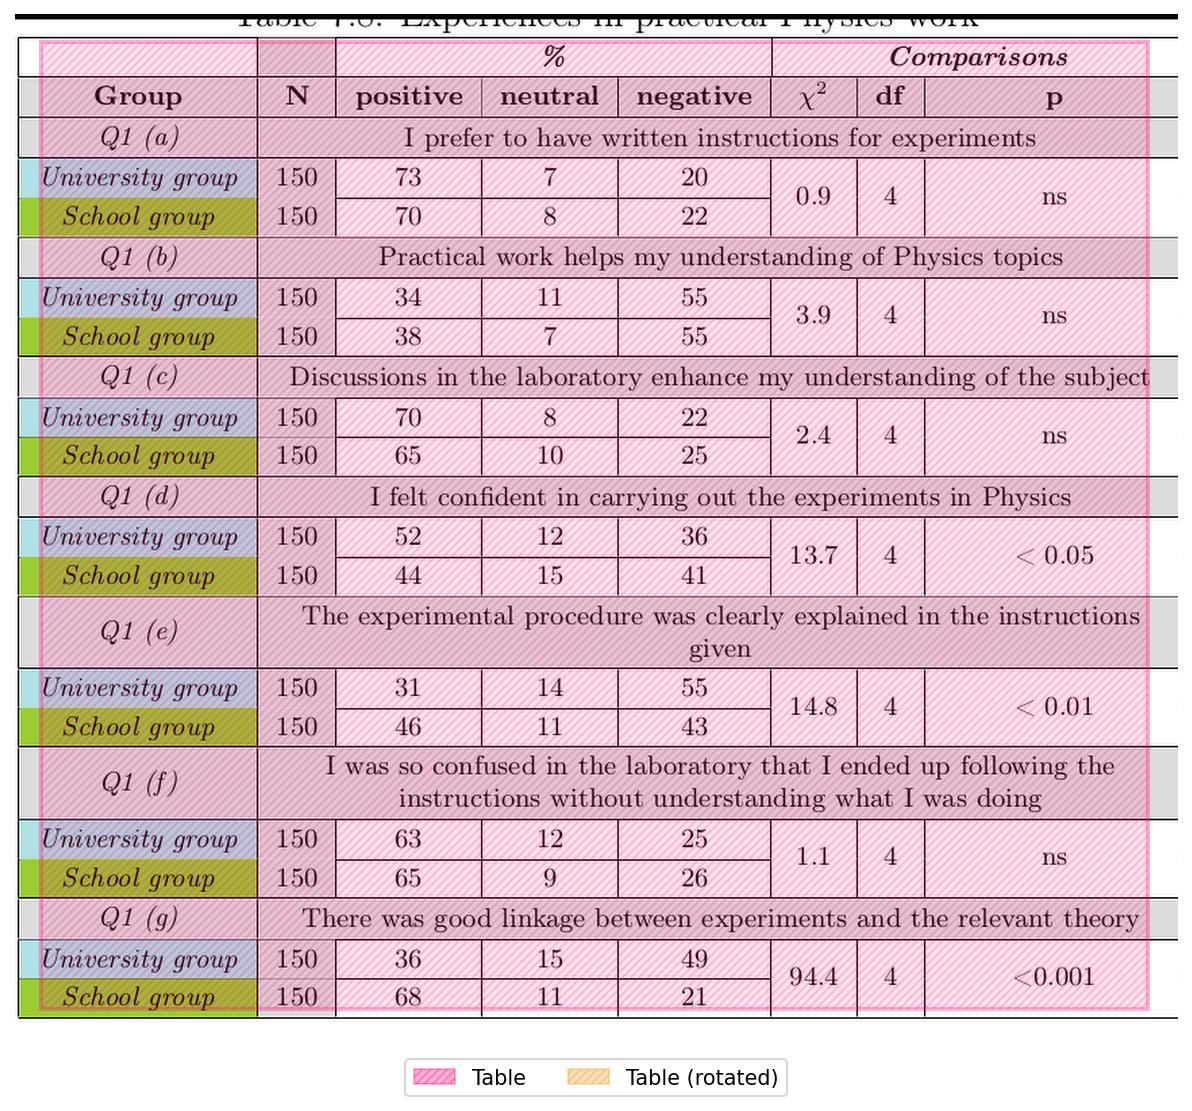 Table 7.8: Experiences in practical Physics work
% Comparisons
Group N positive neutral negative χ² df p
Q1 (a) I prefer to have written instructions for experiments
University group 150 73 7 20 0.9 4 ns
School group 150 70 8 22
Q1 (b) Practical work helps my understanding of Physics topics
University group 150 34 11 55 3.9 4 ns
School group 150 38 7 55
Q1 (c) Discussions in the laboratory enhance my understanding of the subject
University group 150 70 8 22 2.4 4 ns
School group 150 65 10 25
Q1 (d) I felt confident in carrying out the experiments in Physics
University group 150 52 12 36 13.7 4 < 0.05
School group 150 44 15 41
Q1 (e) The experimental procedure was clearly explained in the instructions
given
University group 150 31 14 55 14.8 4 < 0.01
School group 150 46 11 43
Q1 (f) I was so confused in the laboratory that I ended up following the
instructions without understanding what I was doing
University group 150 63 12 25 1.1 4 ns
School group 150 65 9 26
Q1 (g) There was good linkage between experiments and the relevant theory
University group 150 36 15 49 94.4 4 <0.001
School group 150 68 11 21
Table Table (rotated)